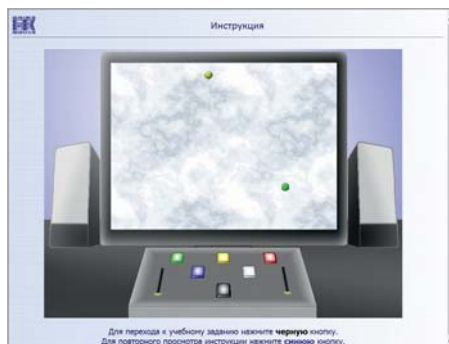 Инструкция
Для перехода к учебному заданию нажмите черную кнопку.
Для повторного просмотра инструкции нажмите синюю кнопку.